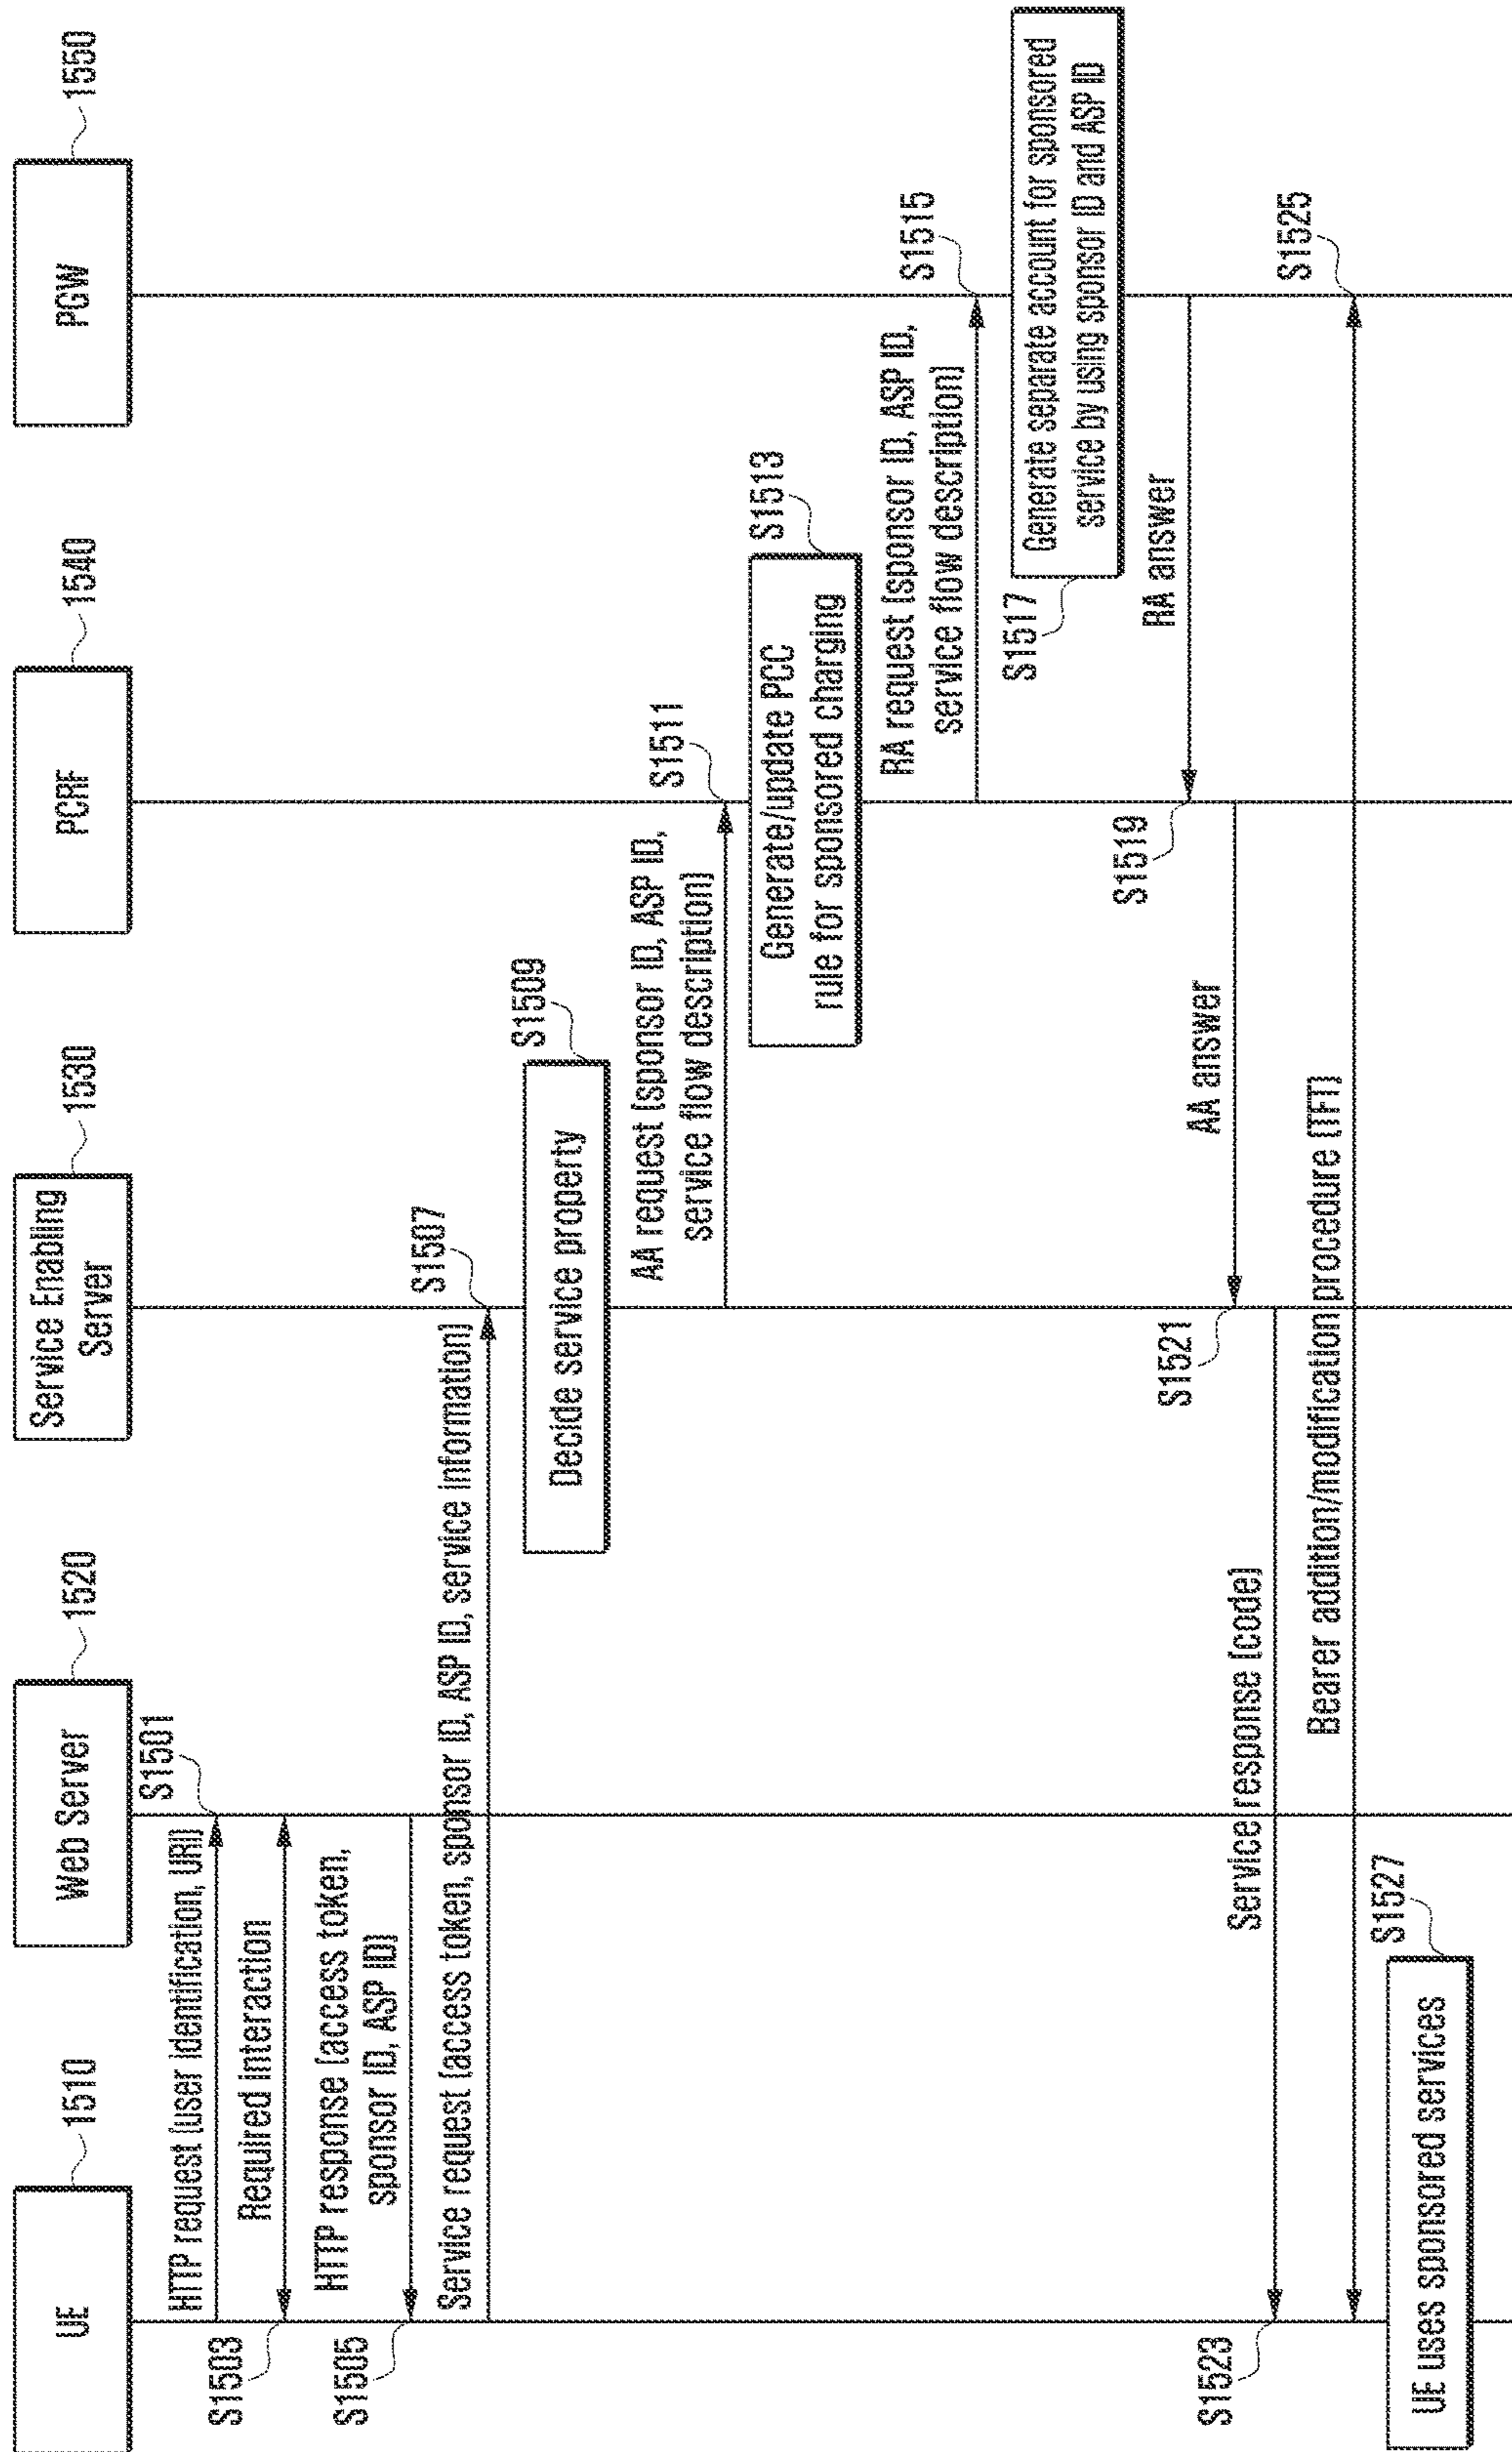 UE
1510
Web Server
1520
Service Enabling
Server
1530
PCRF
1540
PGW
1550
HTTP request (user identification, URI)
S1501
Required interaction
S1503
HTTP response (access token,
sponsor ID, ASP ID)
S1505
Service request (access token, sponsor ID, ASP ID, service information)
S1507
Decide service property
S1509
AA request (sponsor ID, ASP ID,
service flow description)
S1511
Generate/update PCC
rule for sponsored charging
S1513
RA request (sponsor ID, ASP ID,
service flow description)
S1515
Generate separate account for sponsored
service by using sponsor ID and ASP ID
S1517
RA answer
S1519
AA answer
S1521
Service response (code)
S1523
Bearer addition/modification procedure (TFT)
S1525
UE uses sponsored services
S1527